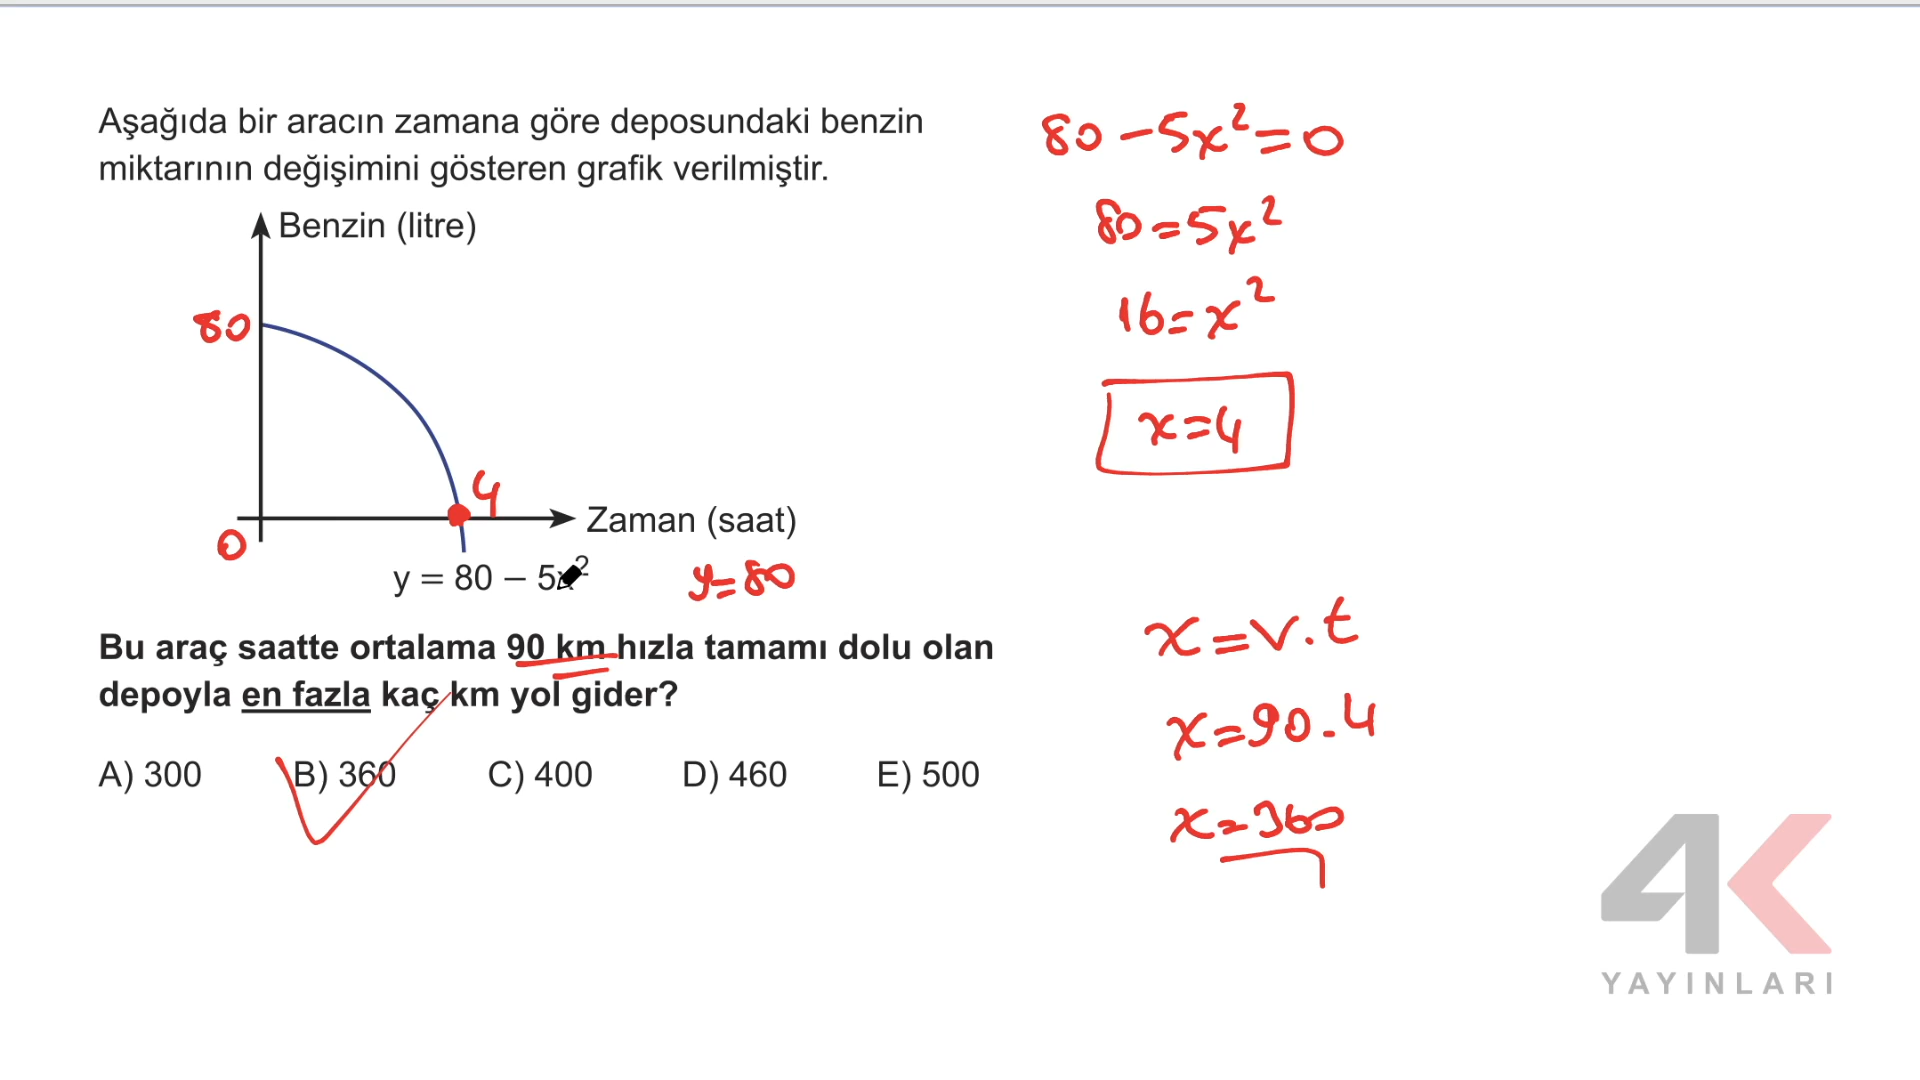 Aşağıda bir aracın zamana göre deposundaki benzin
miktarının değişimini gösteren grafik verilmiştir.
Benzin (litre)
80
4
Zaman (saat)
0
y = 80 – 5x²
y=80
Bu araç saatte ortalama 90 km hızla tamamı dolu olan
depoyla en fazla kaç km yol gider?
A) 300 B) 360 C) 400 D) 460 E) 500
80-5x²=0
80=5x²
16=x²
x=4
x=v.t
x=90.4
x=360
4K
YAYINLARI